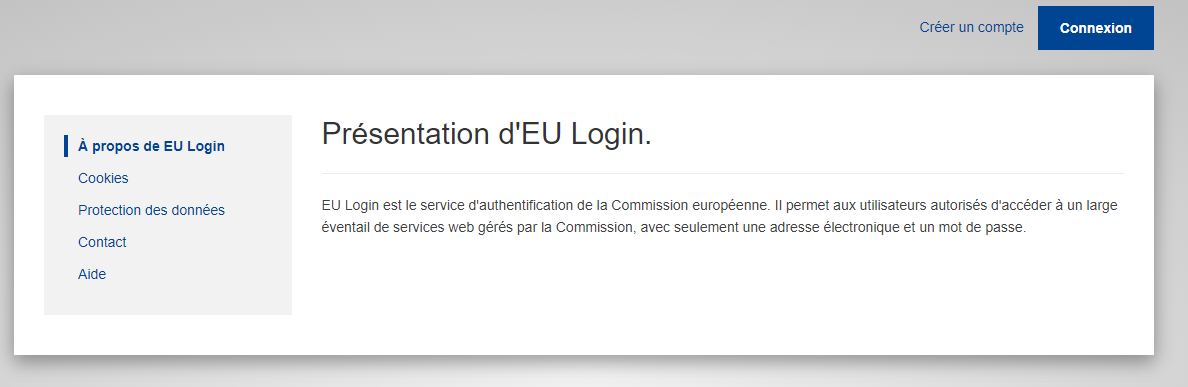 Créer un compte
Connexion
À propos de EU Login
Cookies
Protection des données
Contact
Aide
Présentation d'EU Login.
EU Login est le service d'authentification de la Commission européenne. Il permet aux utilisateurs autorisés d'accéder à un large
éventail de services web gérés par la Commission, avec seulement une adresse électronique et un mot de passe.